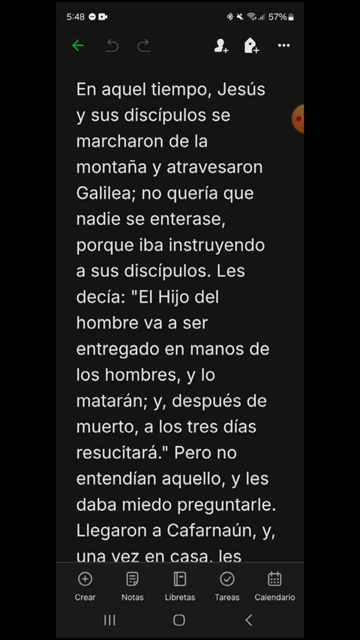 5:48
57%
En aquel tiempo, Jesús
y sus discípulos se
marcharon de la
montaña y atravesaron
Galilea; no quería que
nadie se enterase,
porque iba instruyendo
a sus discípulos. Les
decía: "El Hijo del
hombre va a ser
entregado en manos de
los hombres, y lo
matarán; y, después de
muerto, a los tres días
resucitará." Pero no
entendían aquello, y les
daba miedo preguntarle.
Llegaron a Cafarnaún, y,
una vez en casa, les
Crear Notas Libretas Tareas Calendario